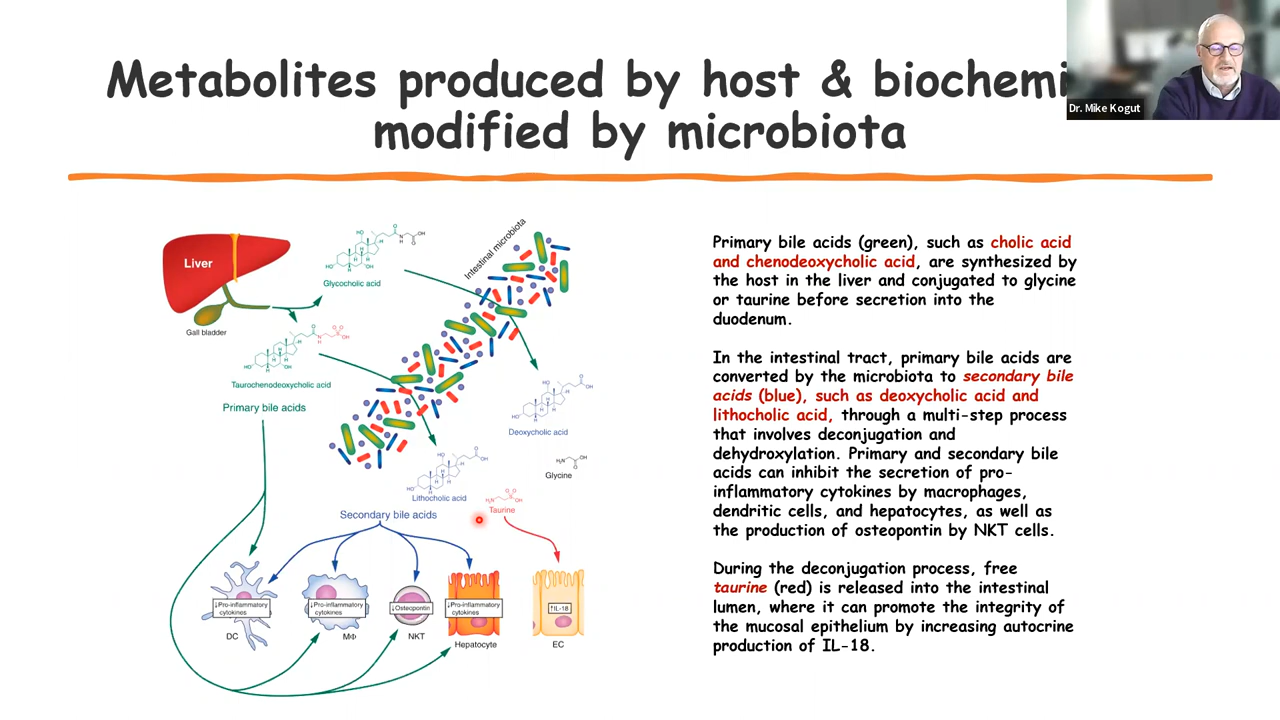 Metabolites produced by host & biochemi
modified by microbiota
Dr. Mike Kogut
Liver
Gall bladder
Glycocholic acid
Intestinal microbiota
Taurochenodeoxycholic acid
Primary bile acids
Deoxycholic acid
Glycine
Lithocholic acid
Taurine
Secondary bile acids
↓Pro-inflammatory
cytokines
DC
↓Pro-inflammatory
cytokines
MΦ
↓Osteopontin
NKT
↓Pro-inflammatory
cytokines
Hepatocyte
↑IL-18
EC
Primary bile acids (green), such as cholic acid
and chenodeoxycholic acid, are synthesized by
the host in the liver and conjugated to glycine
or taurine before secretion into the
duodenum.
In the intestinal tract, primary bile acids are
converted by the microbiota to secondary bile
acids (blue), such as deoxycholic acid and
lithocholic acid, through a multi-step process
that involves deconjugation and
dehydroxylation. Primary and secondary bile
acids can inhibit the secretion of pro-
inflammatory cytokines by macrophages,
dendritic cells, and hepatocytes, as well as
the production of osteopontin by NKT cells.
During the deconjugation process, free
taurine (red) is released into the intestinal
lumen, where it can promote the integrity of
the mucosal epithelium by increasing autocrine
production of IL-18.